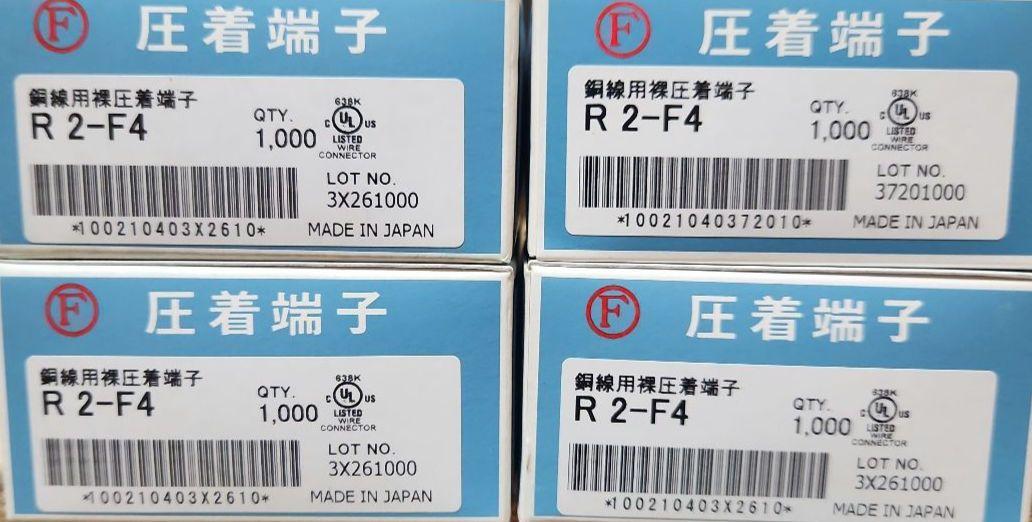 F 圧着端子
銅線用裸圧着端子
R 2-F4
QTY.
1,000
638K
C UL US
LISTED
WIRE
CONNECTOR
LOT NO.
3X261000
*100210403X2610*
MADE IN JAPAN
F 圧着端子
銅線用裸圧着端子
R 2-F4
QTY.
1,000
638K
C UL US
LISTED
WIRE
CONNECTOR
LOT NO.
37201000
*10021040372010*
MADE IN JAPAN
F 圧着端子
銅線用裸圧着端子
R 2-F4
QTY.
1,000
638K
C UL US
LISTED
WIRE
CONNECTOR
LOT NO.
3X261000
*100210403X2610*
MADE IN JAPAN
F 圧着端子
銅線用裸圧着端子
R 2-F4
QTY.
1,000
638K
C UL US
LISTED
WIRE
CONNECTOR
LOT NO.
3X261000
*100210403X2610*
MADE IN JAPAN